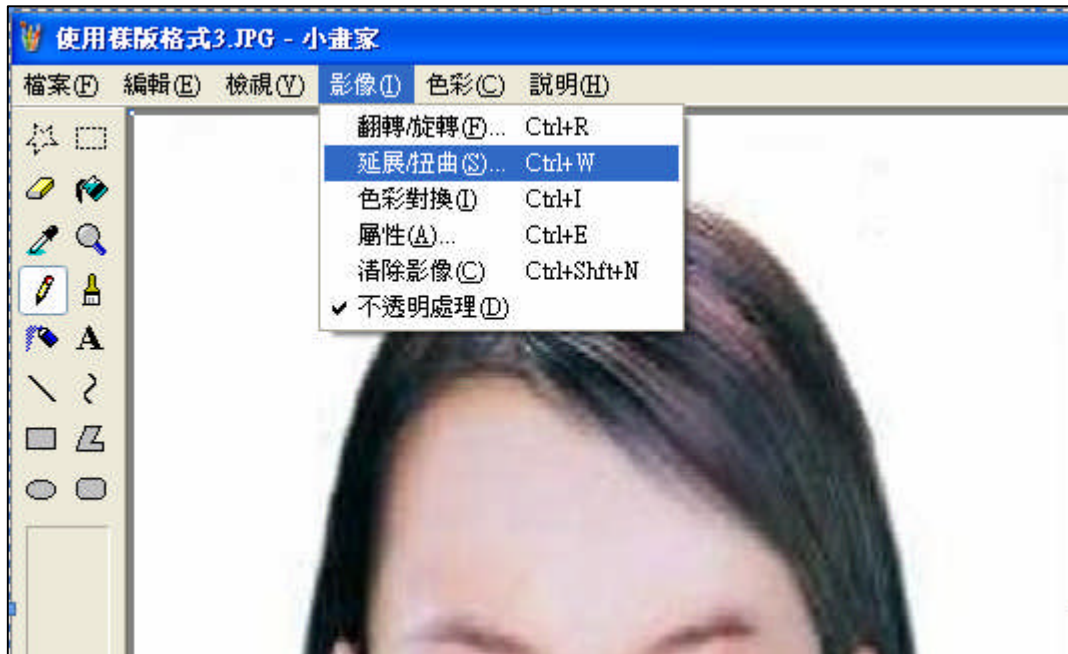 使用樣版格式3.JPG - 小畫家
檔案(F) 編輯(E) 檢視(V) 影像(I) 色彩(C) 說明(H)
翻轉/旋轉(F)... Ctrl+R
延展/扭曲(S)... Ctrl+W
色彩對換(I) Ctrl+I
屬性(A)... Ctrl+E
清除影像(C) Ctrl+Shft+N
不透明處理(D)
A